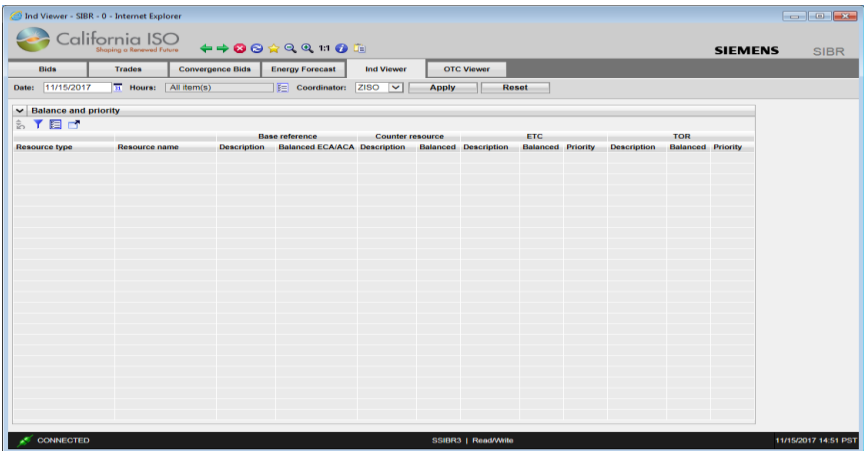 Ind Viewer - SIBR - 0 - Internet Explorer
California ISO
Shaping a Renewed Future
1:1
SIEMENS SIBR
Bids Trades Convergence Bids Energy Forecast Ind Viewer OTC Viewer
Date: 11/15/2017 Hours: All item(s) Coordinator: ZISO Apply Reset
Balance and priority
Base reference Counter resource ETC TOR
Resource type Resource name Description Balanced ECA/ACA Description Balanced Description Balanced Priority Description Balanced Priority
CONNECTED SSIBR3 | Read/Write 11/15/2017 14:51 PST